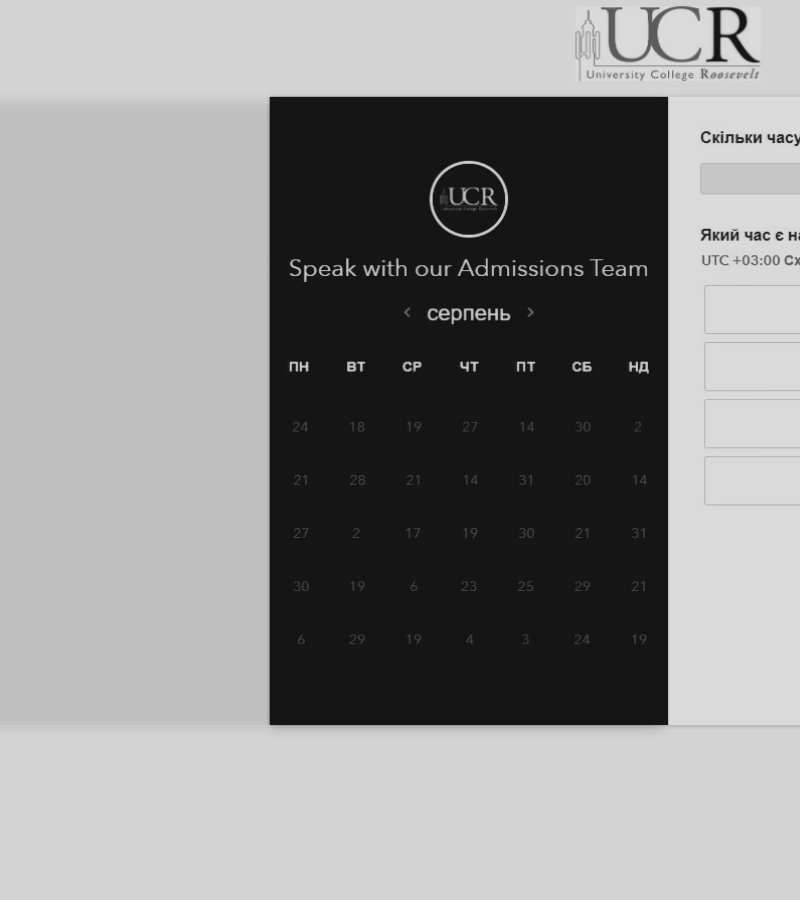 UCR
University College Roosevelt
UCR
Speak with our Admissions Team
< серпень >
ПН ВТ СР ЧТ ПТ СБ НД
24 18 19 27 14 30 2
21 28 21 14 31 20 14
27 2 17 19 30 21 31
30 19 6 23 25 29 21
6 29 19 4 3 24 19
Скільки часу
Який час є на
UTC +03:00 Сх